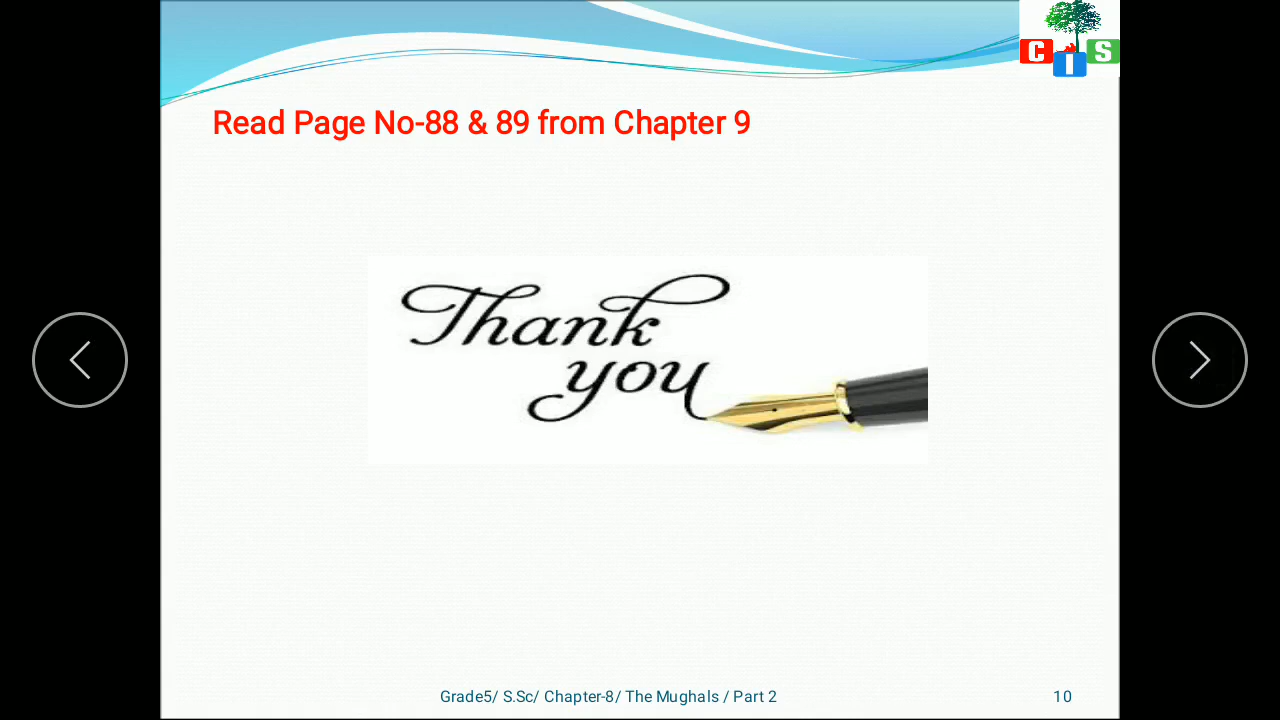 CIS
Read Page No-88 & 89 from Chapter 9
Thank
you
Grade5/ S.Sc/ Chapter-8/ The Mughals / Part 2
10